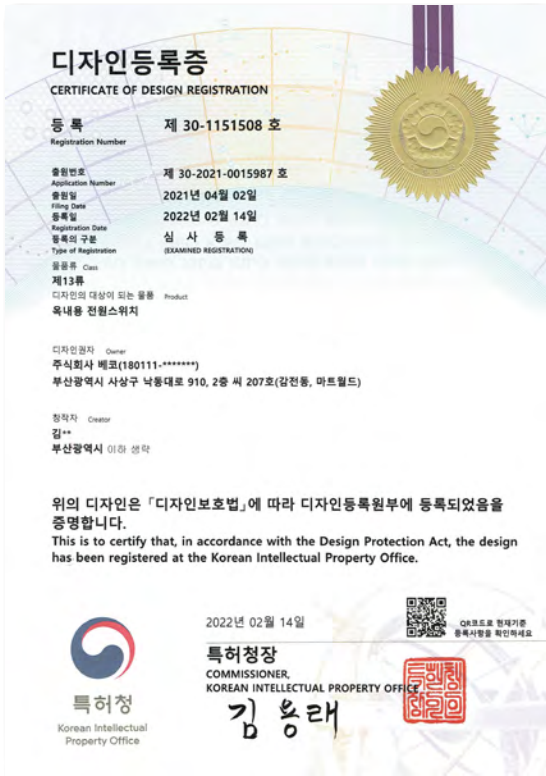 디자인등록증
CERTIFICATE OF DESIGN REGISTRATION
등 록 제 30-1151508 호
Registration Number
출원번호 제 30-2021-0015987 호
Application Number
출원일 2021년 04월 02일
Filing Date
등록일 2022년 02월 14일
Registration Date
등록의 구분 심 사 등 록
Type of Registration (EXAMINED REGISTRATION)
물품류 Class
제13류
디자인의 대상이 되는 물품 Product
옥내용 전원스위치
디자인권자 Owner
주식회사 베코(180111-*******)
부산광역시 사상구 낙동대로 910, 2층 씨 207호(감전동, 마트월드)
창작자 Creator
김**
부산광역시 이하 생략
위의 디자인은 「디자인보호법」에 따라 디자인등록원부에 등록되었음을
증명합니다.
This is to certify that, in accordance with the Design Protection Act, the design
has been registered at the Korean Intellectual Property Office.
2022년 02월 14일
QR코드로 현재기준
등록사항을 확인하세요
특허청장
COMMISSIONER,
KOREAN INTELLECTUAL PROPERTY OFFICE
김용래
특허청
Korean Intellectual
Property Office